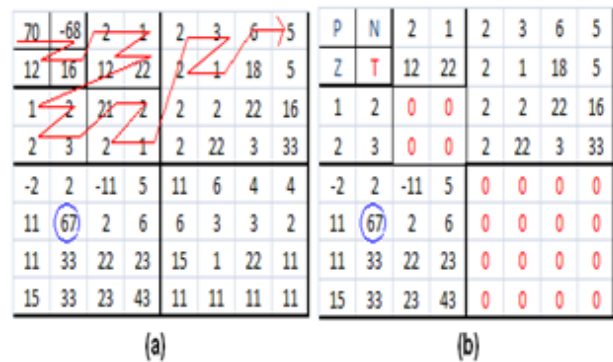 70 -68 2 1 2 3 6 5
12 16 12 22 2 1 18 5
1 2 21 2 2 2 22 16
2 3 2 1 2 22 3 33
-2 2 -11 5 11 6 4 4
11 67 2 6 6 3 3 2
11 33 22 23 15 1 22 11
15 33 23 43 11 11 11 11
(a)
P N 2 1 2 3 6 5
Z T 12 22 2 1 18 5
1 2 0 0 2 2 22 16
2 3 0 0 2 22 3 33
-2 2 -11 5 0 0 0 0
11 67 2 6 0 0 0 0
11 33 22 23 0 0 0 0
15 33 23 43 0 0 0 0
(b)